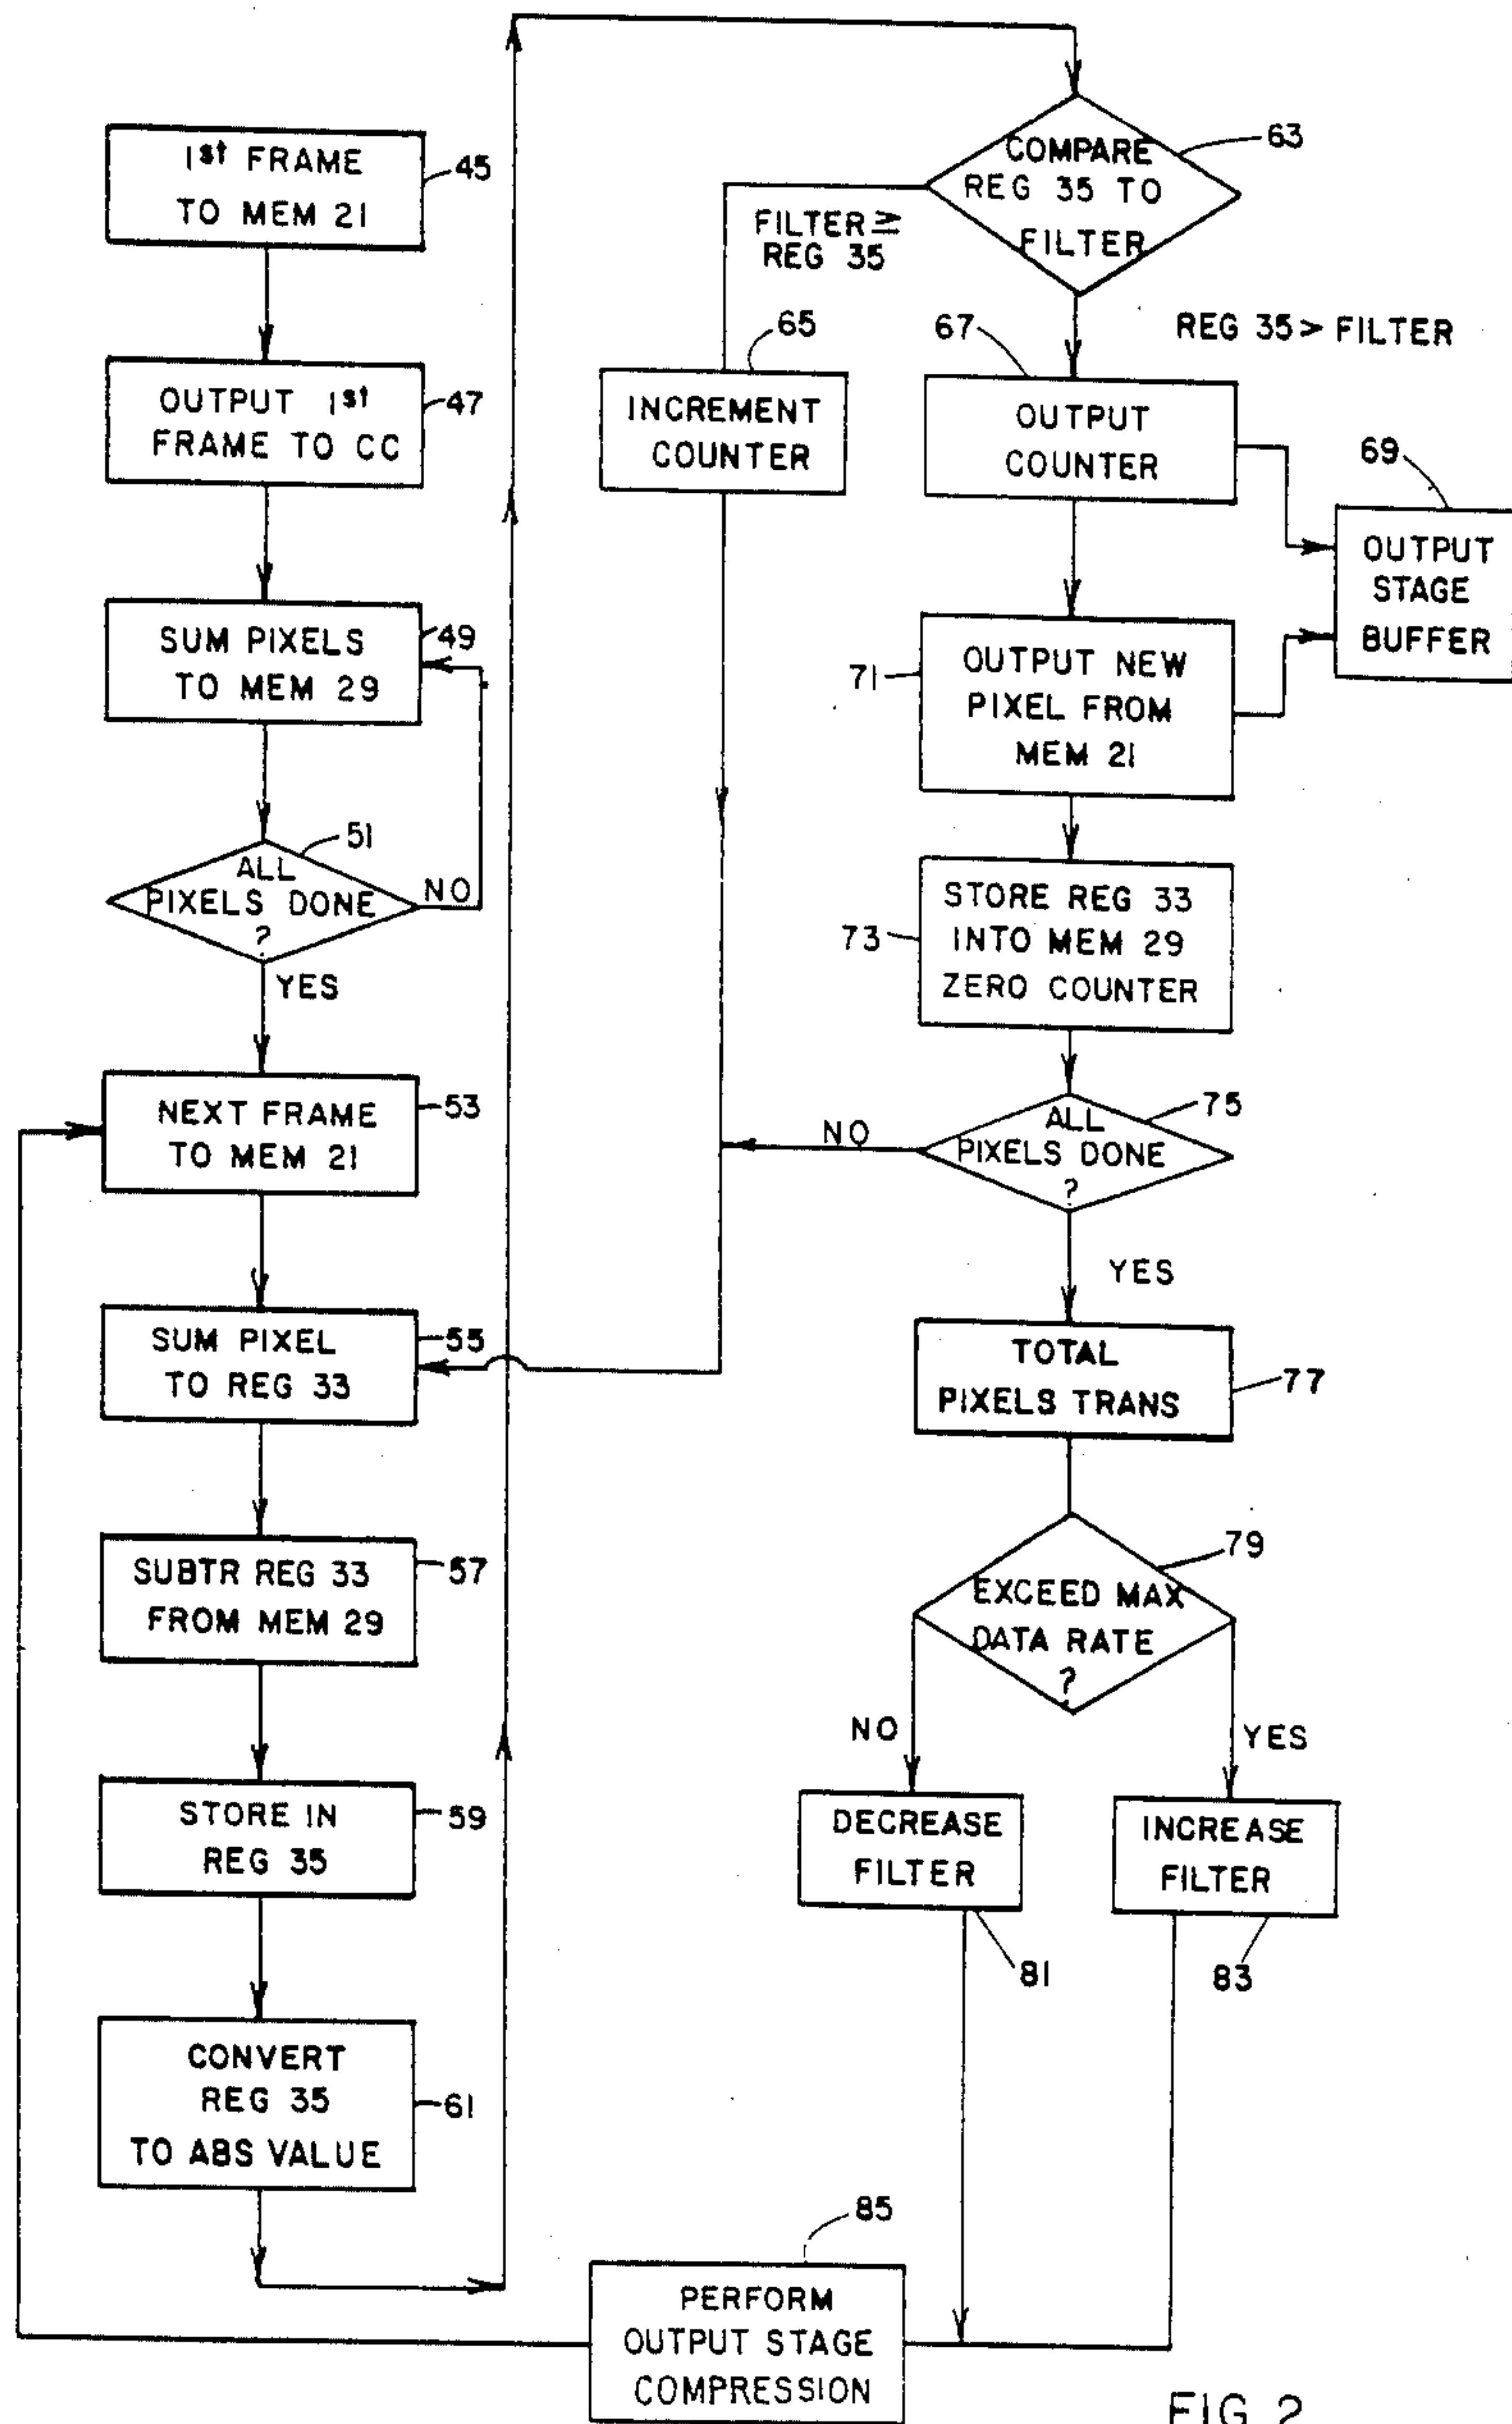 1st FRAME
TO MEM 21
45
OUTPUT 1st
FRAME TO CC
47
SUM PIXELS
TO MEM 29
49
ALL
PIXELS DONE
?
51
NO
YES
NEXT FRAME
TO MEM 21
53
SUM PIXEL
TO REG 33
55
SUBTR REG 33
FROM MEM 29
57
STORE IN
REG 35
59
CONVERT
REG 35
TO ABS VALUE
61
COMPARE
REG 35 TO
FILTER
63
FILTER ≥
REG 35
REG 35 > FILTER
65
INCREMENT
COUNTER
67
OUTPUT
COUNTER
69
OUTPUT
STAGE
BUFFER
71
OUTPUT NEW
PIXEL FROM
MEM 21
73
STORE REG 33
INTO MEM 29
ZERO COUNTER
ALL
PIXELS DONE
?
75
NO
YES
TOTAL
PIXELS TRANS
77
EXCEED MAX
DATA RATE
?
79
NO
YES
DECREASE
FILTER
81
INCREASE
FILTER
83
85
PERFORM
OUTPUT STAGE
COMPRESSION
FIG 2